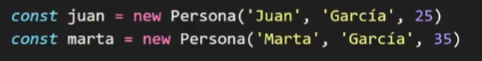 const juan = new Persona('Juan', 'García', 25)
const marta = new Persona('Marta', 'García', 35)